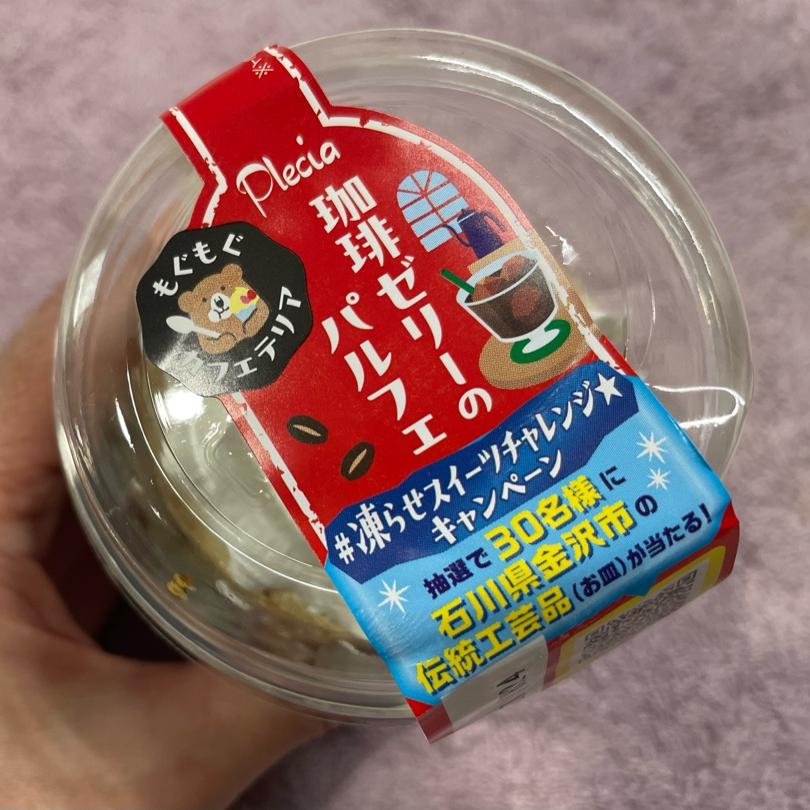 Plecia
珈琲ゼリーの
パルフェ
もぐもぐ
カフェテリア
#凍らせスイーツチャレンジ★
キャンペーン
抽選で30名様に
石川県金沢市の
伝統工芸品(お皿)が当たる!